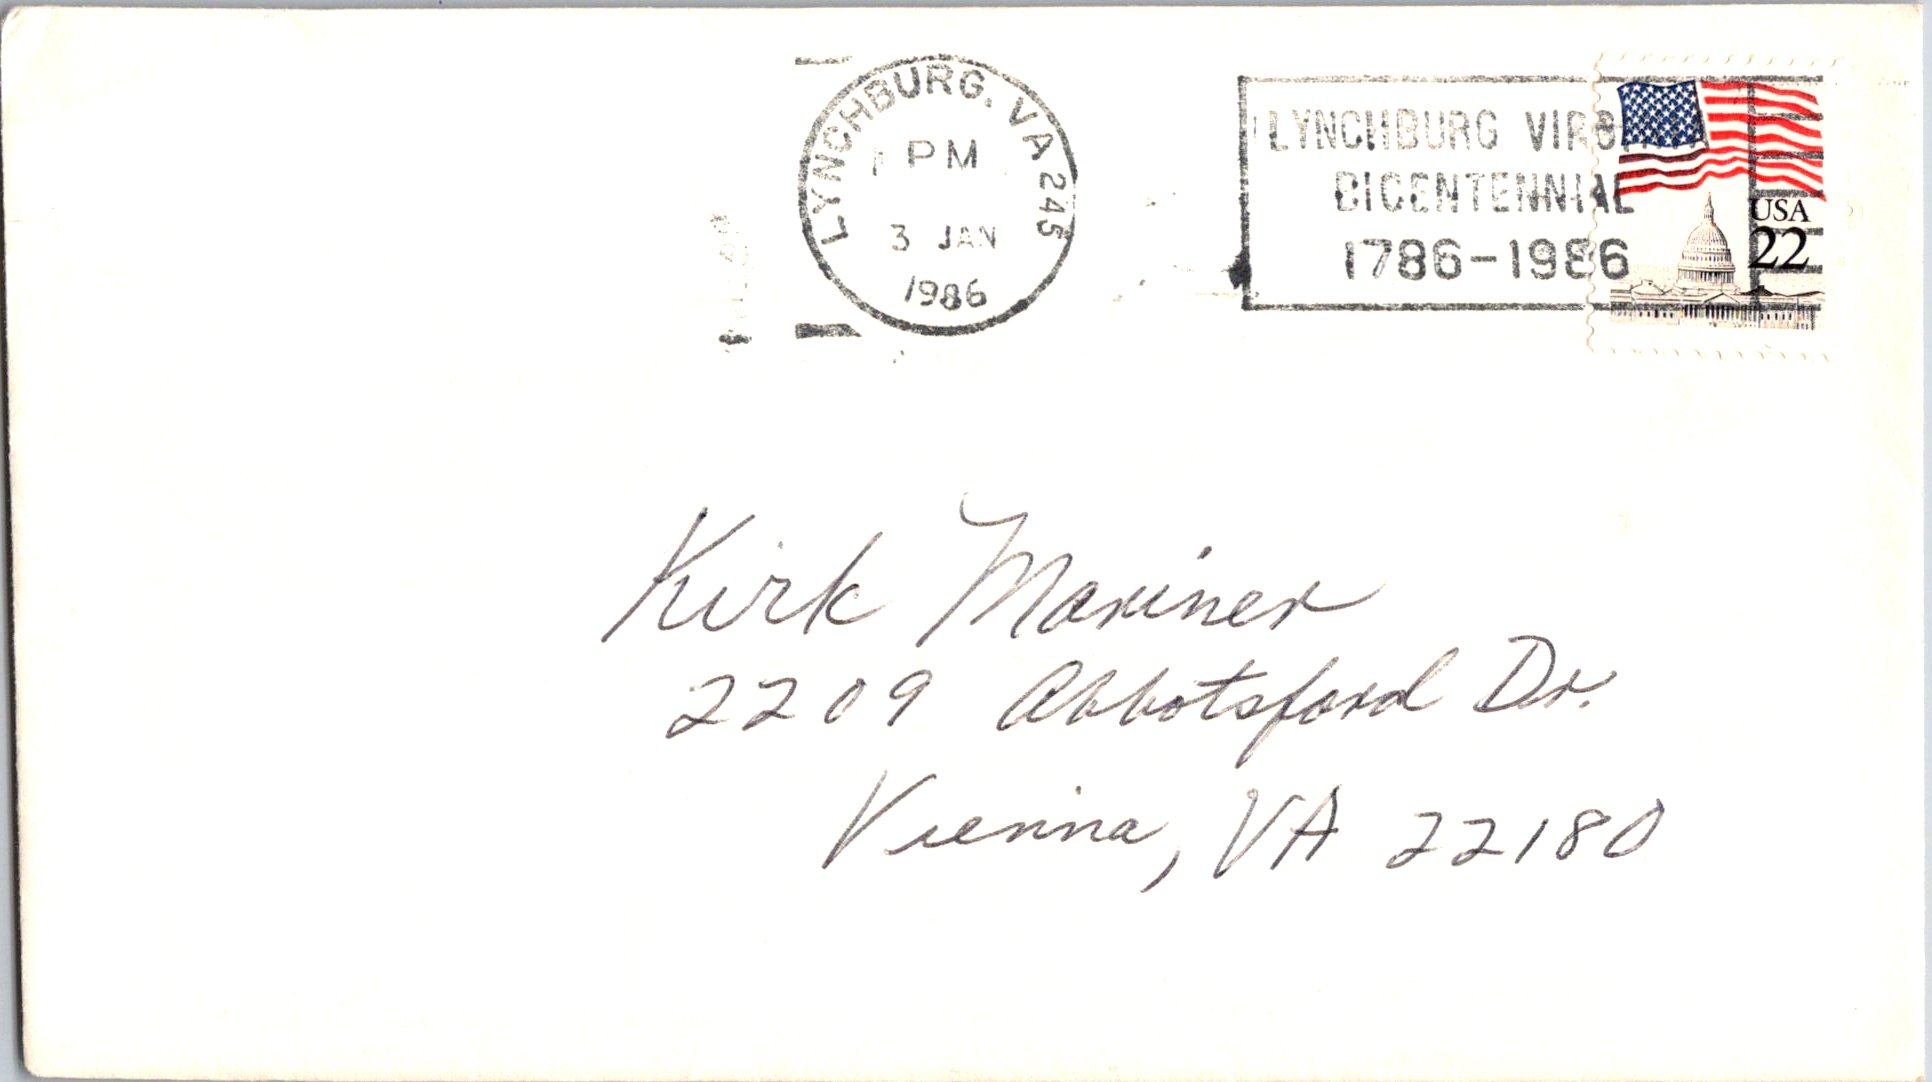 LYNCHBURG, VA 245
PM
3 JAN
1986
LYNCHBURG
BICENTENNIAL
1786-1986
USA
22
Kirk Mariner
2209 Abbotsford Dr.
Vienna, VA 22180